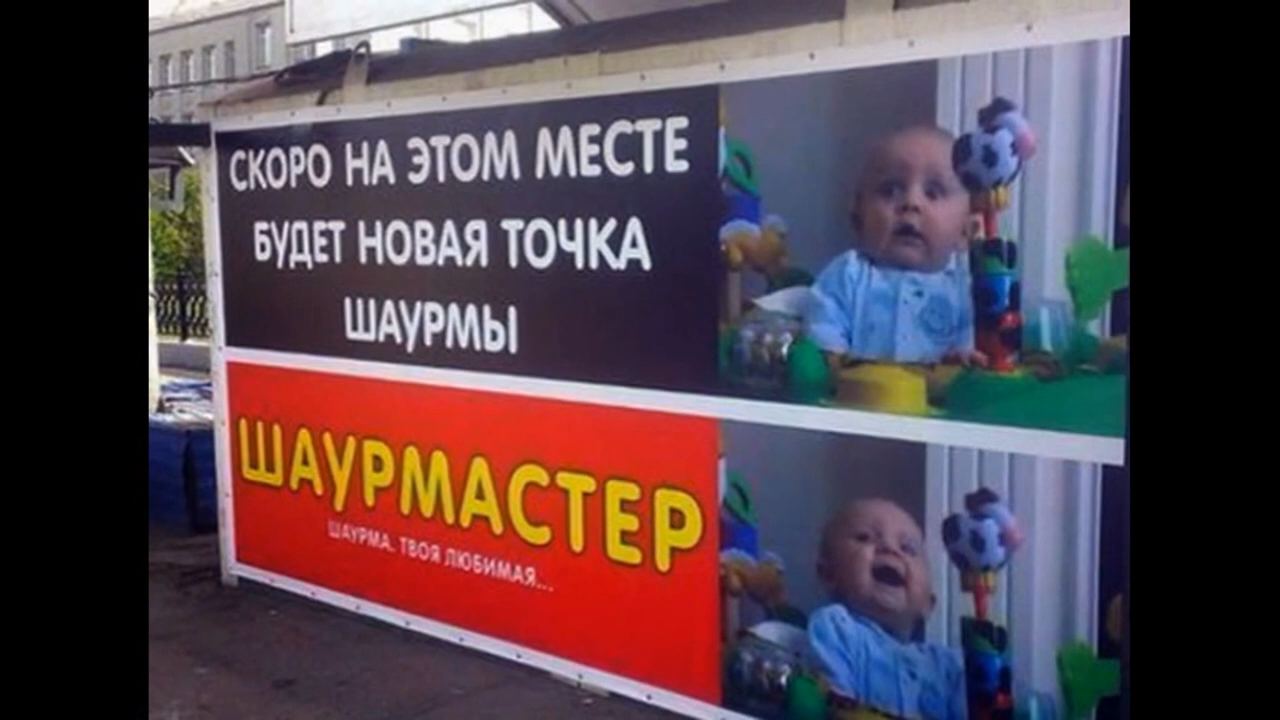 СКОРО НА ЭТОМ МЕСТЕ
БУДЕТ НОВАЯ ТОЧКА
ШАУРМЫ
ШАУРМАСТЕР
ШАУРМА. ТВОЯ ЛЮБИМАЯ...